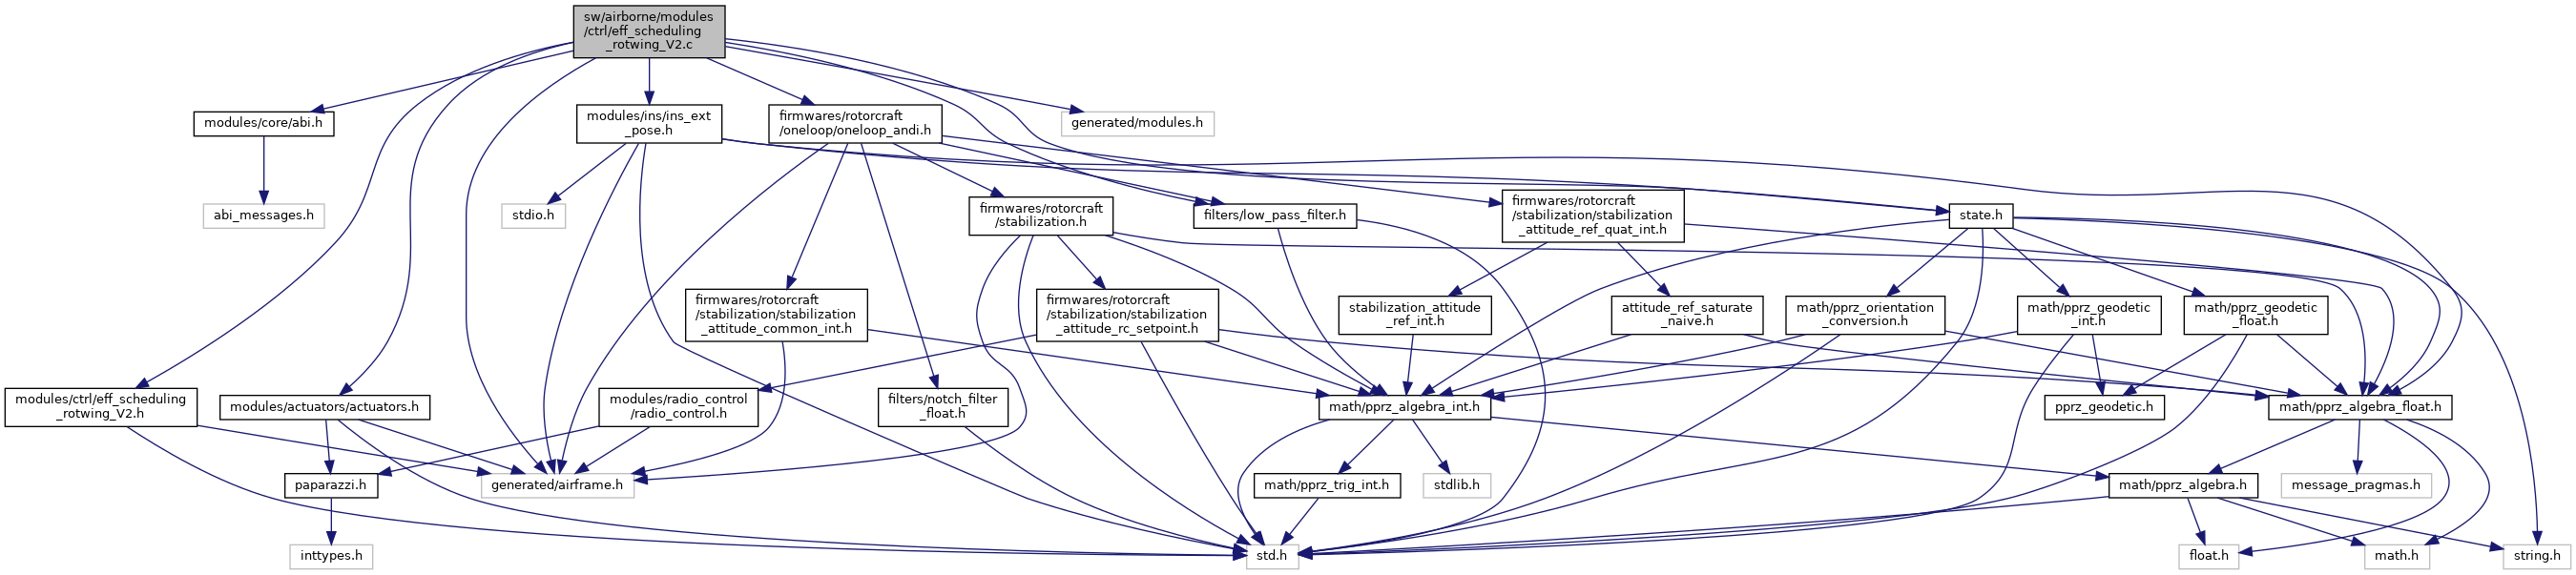 sw/airborne/modules
/ctrl/eff_scheduling
_rotwing_V2.c
modules/core/abi.h
modules/ins/ins_ext
_pose.h
firmwares/rotorcraft
/oneloop/oneloop_andi.h
generated/modules.h
abi_messages.h
stdio.h
firmwares/rotorcraft
/stabilization.h
filters/low_pass_filter.h
firmwares/rotorcraft
/stabilization/stabilization
_attitude_ref_quat_int.h
state.h
firmwares/rotorcraft
/stabilization/stabilization
_attitude_common_int.h
firmwares/rotorcraft
/stabilization/stabilization
_attitude_rc_setpoint.h
stabilization_attitude
_ref_int.h
attitude_ref_saturate
_naive.h
math/pprz_orientation
_conversion.h
math/pprz_geodetic
_int.h
math/pprz_geodetic
_float.h
modules/ctrl/eff_scheduling
_rotwing_V2.h
modules/actuators/actuators.h
modules/radio_control
/radio_control.h
filters/notch_filter
_float.h
math/pprz_algebra_int.h
pprz_geodetic.h
math/pprz_algebra_float.h
paparazzi.h
generated/airframe.h
math/pprz_trig_int.h
stdlib.h
math/pprz_algebra.h
message_pragmas.h
inttypes.h
std.h
float.h
math.h
string.h